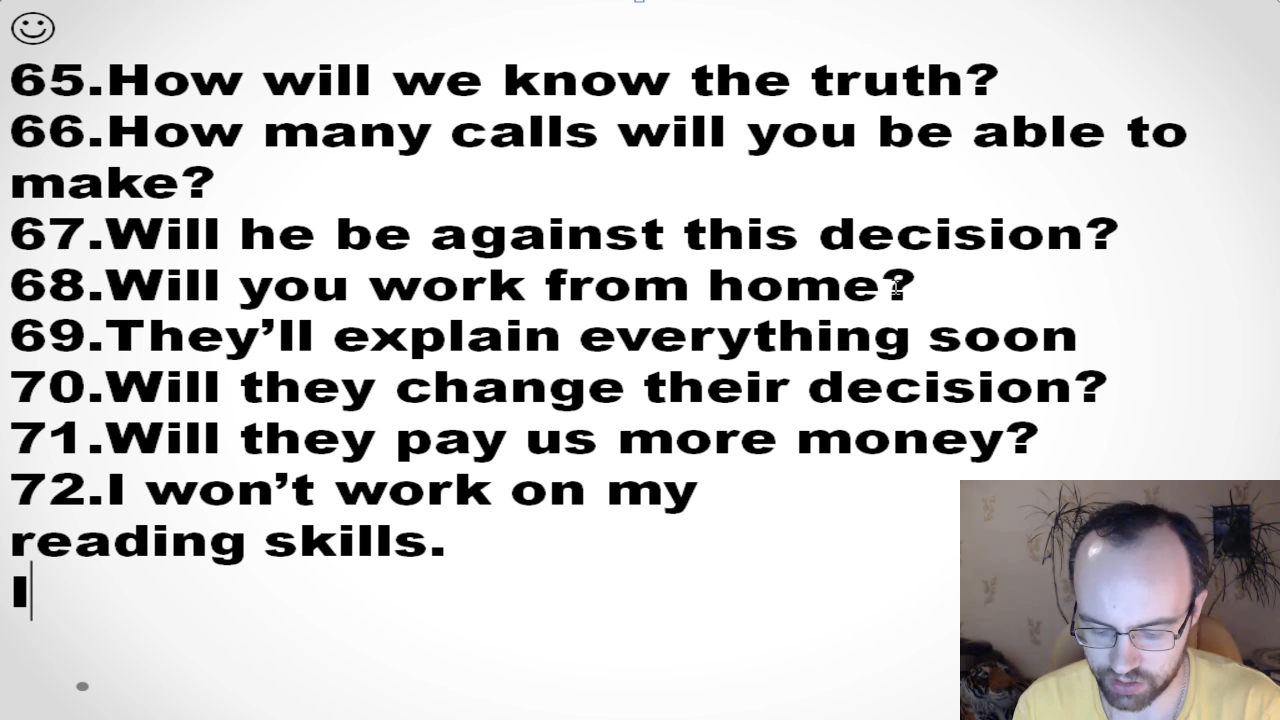 65.How will we know the truth?
66.How many calls will you be able to
make?
67.Will he be against this decision?
68.Will you work from home?
69.They’ll explain everything soon
70.Will they change their decision?
71.Will they pay us more money?
72.I won’t work on my
reading skills.
I